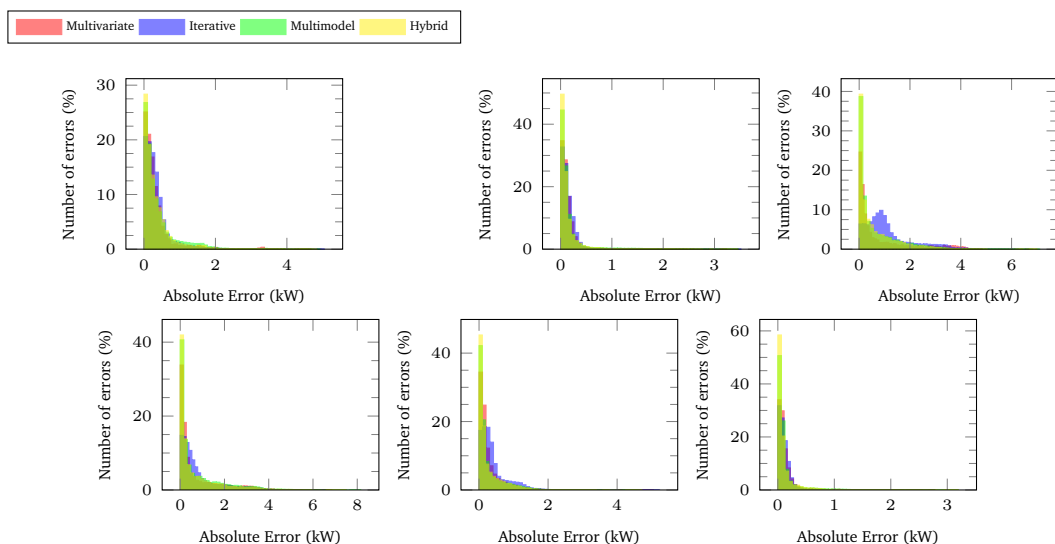 Multivariate Iterative Multimodel Hybrid
Number of errors (%)
30
20
10
0
0 2 4
Absolute Error (kW)
Number of errors (%)
40
20
0
0 1 2 3
Absolute Error (kW)
Number of errors (%)
40
30
20
10
0
0 2 4 6
Absolute Error (kW)
Number of errors (%)
40
20
0
0 2 4 6 8
Absolute Error (kW)
Number of errors (%)
40
20
0
0 2 4
Absolute Error (kW)
Number of errors (%)
60
40
20
0
0 1 2 3
Absolute Error (kW)